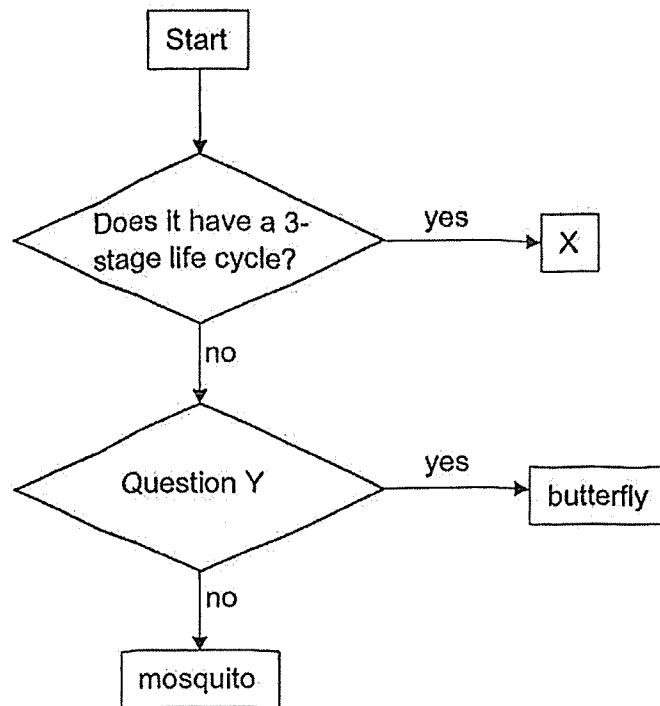 Start
Does it have a 3-
stage life cycle?
yes
X
no
Question Y
yes
butterfly
no
mosquito